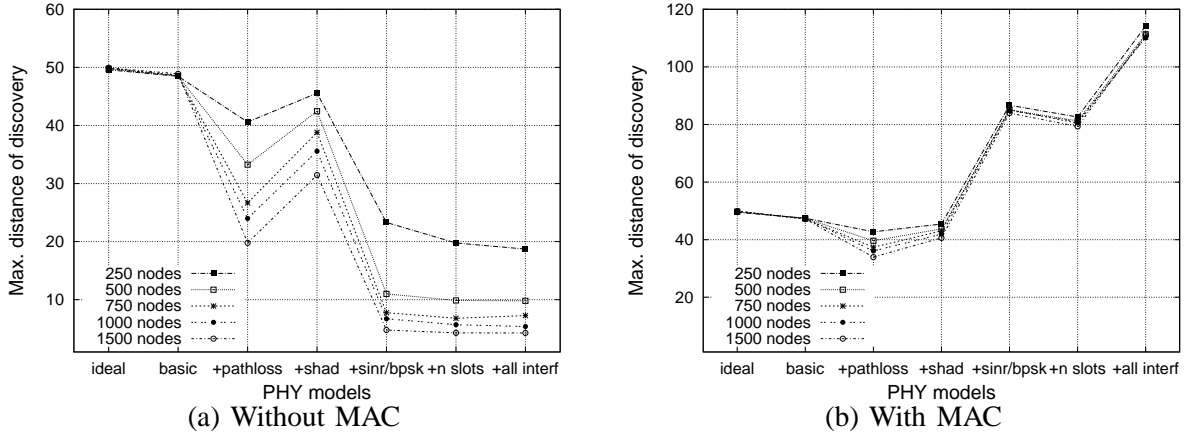 60
50
40
30
20
10
Max. distance of discovery
250 nodes
500 nodes
750 nodes
1000 nodes
1500 nodes
ideal basic +pathloss +shad +sinr/bpsk +n slots +all interf
PHY models
(a) Without MAC
120
100
80
60
40
20
Max. distance of discovery
250 nodes
500 nodes
750 nodes
1000 nodes
1500 nodes
ideal basic +pathloss +shad +sinr/bpsk +n slots +all interf
PHY models
(b) With MAC